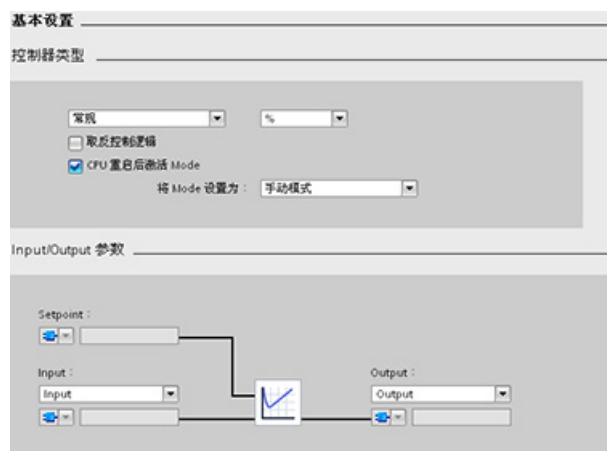 基本设置
控制器类型
常规
%
取反控制逻辑
CPU 重启后激活 Mode
将 Mode 设置为：
手动模式
Input/Output 参数
Setpoint：
Input：
Input
Output：
Output